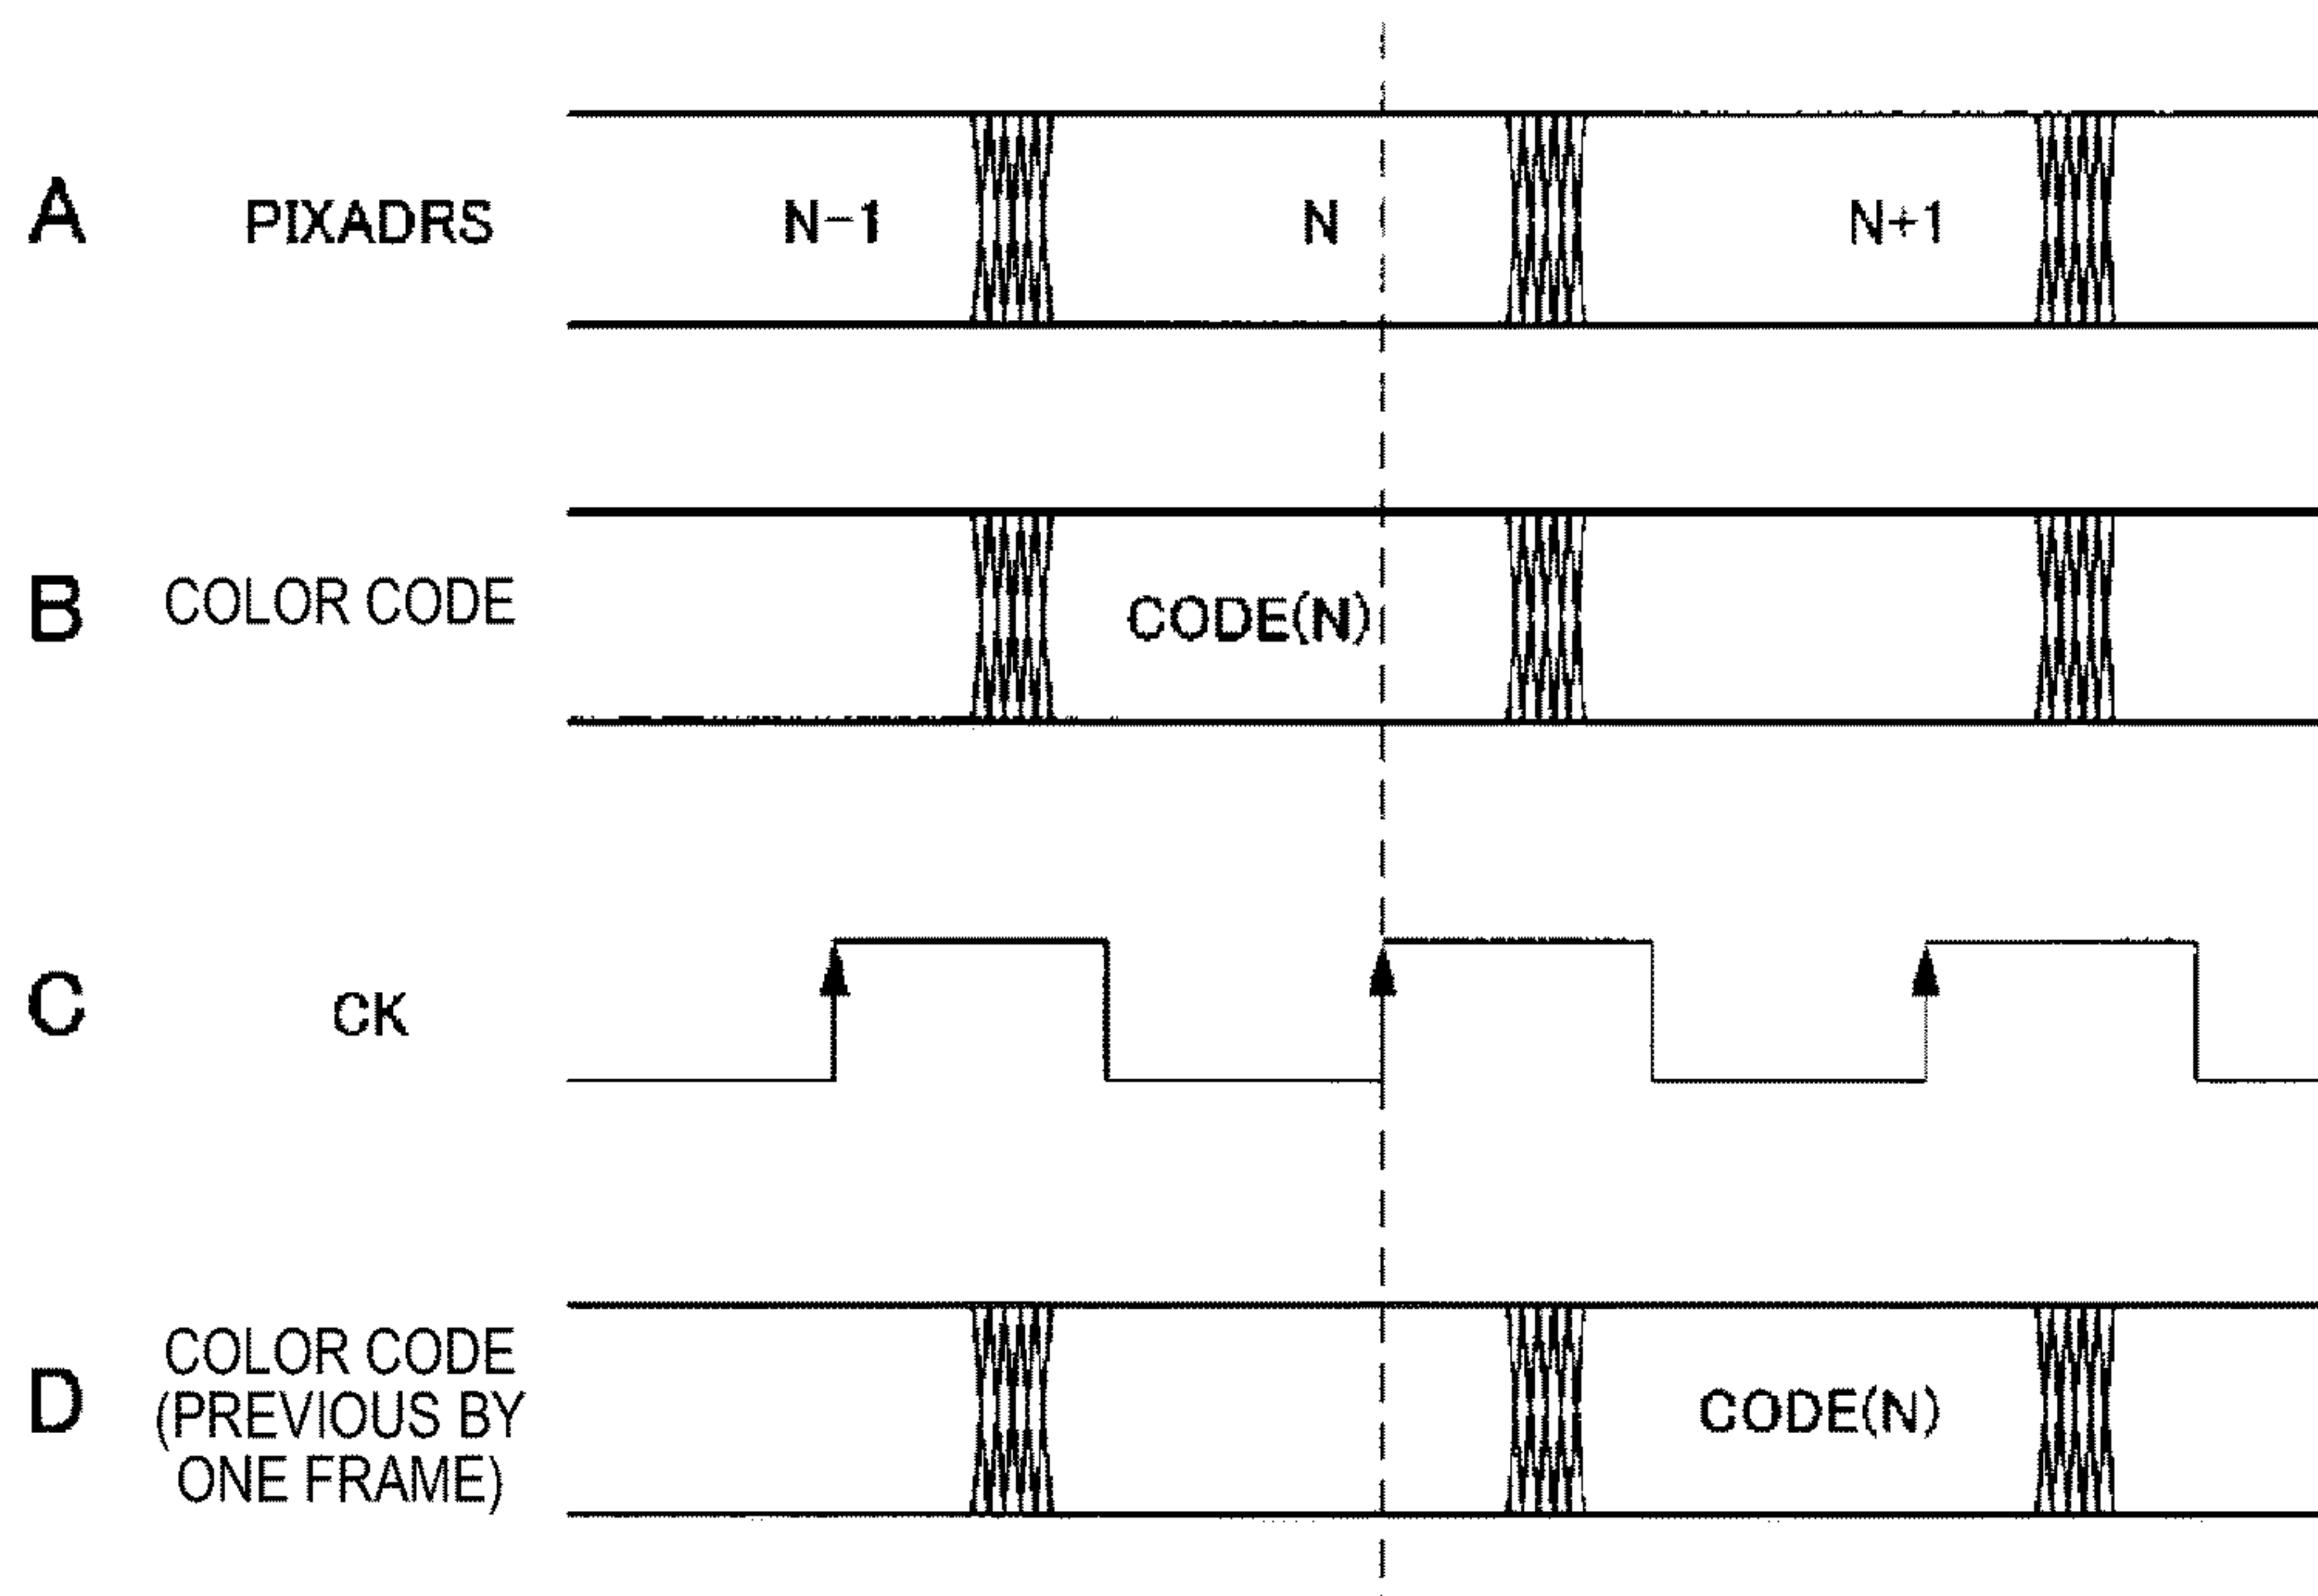 A PIXADRS N-1 N N+1
B COLOR CODE CODE(N)
C CK
D COLOR CODE
(PREVIOUS BY
ONE FRAME)
CODE(N)